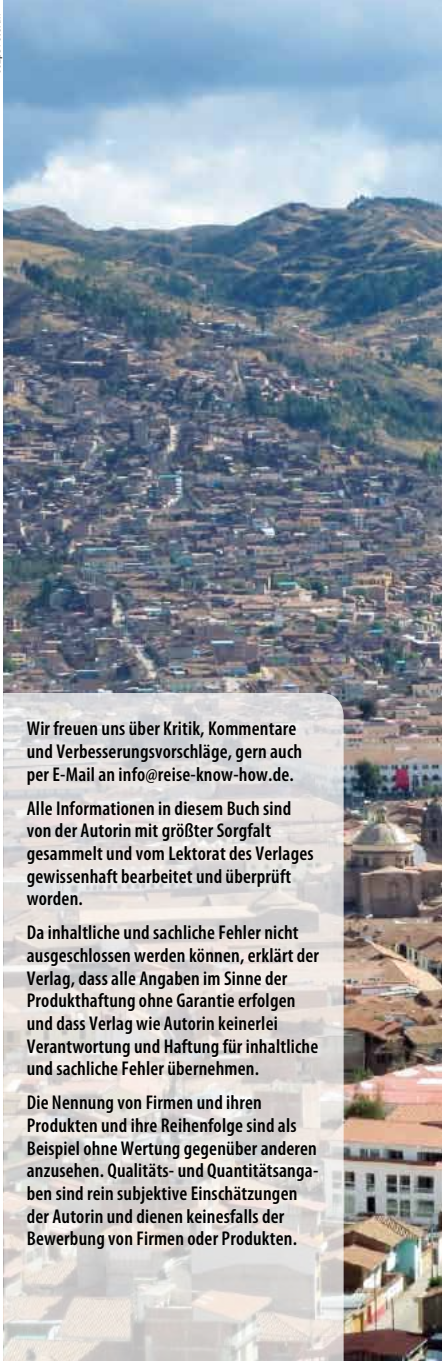 Wir freuen uns über Kritik, Kommentare
und Verbesserungsvorschläge, gern auch
per E-Mail an info@reise-know-how.de.
Alle Informationen in diesem Buch sind
von der Autorin mit größter Sorgfalt
gesammelt und vom Lektorat des Verlages
gewissenhaft bearbeitet und überprüft
worden.
Da inhaltliche und sachliche Fehler nicht
ausgeschlossen werden können, erklärt der
Verlag, dass alle Angaben im Sinne der
Produkthaftung ohne Garantie erfolgen
und dass Verlag wie Autorin keinerlei
Verantwortung und Haftung für inhaltliche
und sachliche Fehler übernehmen.
Die Nennung von Firmen und ihren
Produkten und ihre Reihenfolge sind als
Beispiel ohne Wertung gegenüber anderen
anzusehen. Qualitäts- und Quantitätsanga-
ben sind rein subjektive Einschätzungen
der Autorin und dienen keinesfalls der
Bewerbung von Firmen oder Produkten.